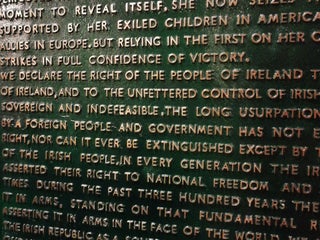 MOMENT TO REVEAL ITSELF, SHE NOW SEIZES
SUPPORTED BY HER EXILED CHILDREN IN AMERICA
ALLIES IN EUROPE, BUT RELYING IN THE FIRST ON HER O
STRIKES IN FULL CONFIDENCE OF VICTORY.
WE DECLARE THE RIGHT OF THE PEOPLE OF IRELAND T
OF IRELAND, AND TO THE UNFETTERED CONTROL OF IRISH
SOVEREIGN AND INDEFEASIBLE, THE LONG USURPATION
BY A FOREIGN PEOPLE AND GOVERNMENT HAS NOT E
RIGHT, NOR CAN IT EVER BE EXTINGUISHED EXCEPT BY T
OF THE IRISH PEOPLE, IN EVERY GENERATION THE IR
ASSERTED THEIR RIGHT TO NATIONAL FREEDOM AND
TIMES DURING THE PAST THREE HUNDRED YEARS THE
IT IN ARMS, STANDING ON THAT FUNDAMENTAL R
ASSERTING IT IN ARMS IN THE FACE OF THE WORLD, WE
THE IRISH REPUBLIC AS A